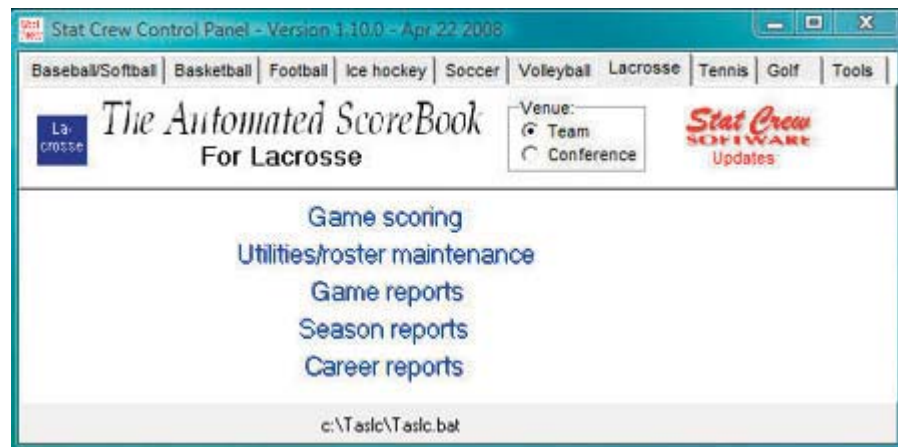 Stat Crew Control Panel - Version 1.10.0 - Apr 22 2008
Baseball/Softball Basketball Football Ice hockey Soccer Volleyball Lacrosse Tennis Golf Tools
La-
crosse
The Automated ScoreBook
For Lacrosse
Venue:
Team
Conference
Stat Crew
SOFTWARE
Updates
Game scoring
Utilities/roster maintenance
Game reports
Season reports
Career reports
c:\Taslc\Taslc.bat